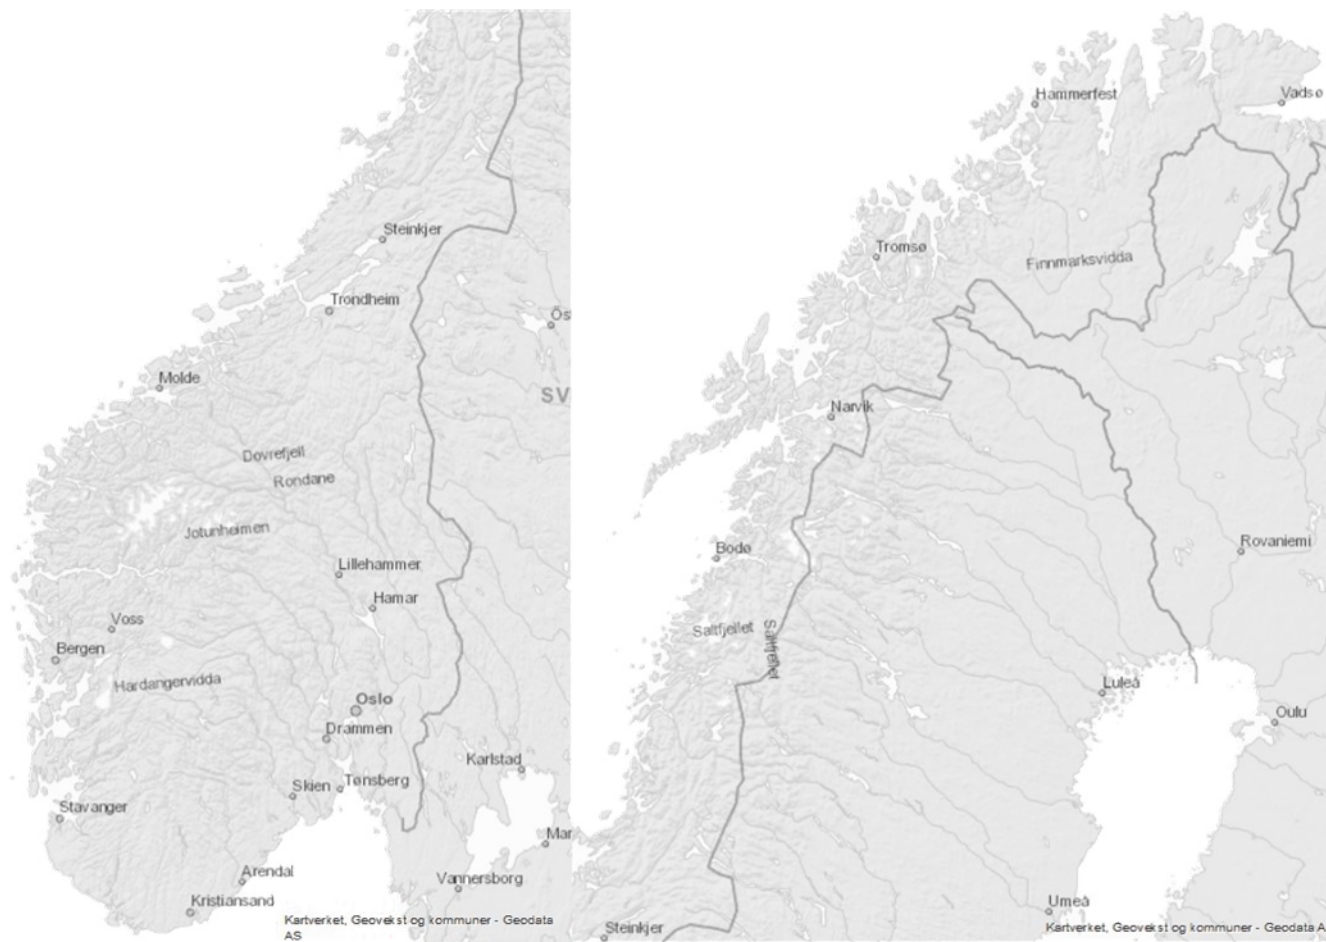 Steinkjer
Trondheim
Ös
Molde
SV
Dovrefjell
Rondane
Jotunheimen
Lillehammer
Hamar
Voss
Bergen
Hardangervidda
Oslo
Drammen
Karlstad
Skien
Tønsberg
Stavanger
Mar
Arendal
Vannersborg
Kristiansand
Kartverket, Geovekst og kommuner - Geodata
AS
Hammerfest
Vadsø
Tromsø
Finnmarksvidda
Narvik
Bodø
Rovaniemi
Saltfjellet
Saltfjellet
Luleå
Oulu
Umeå
Steinkjer
Kartverket, Geovekst og kommuner - Geodata A